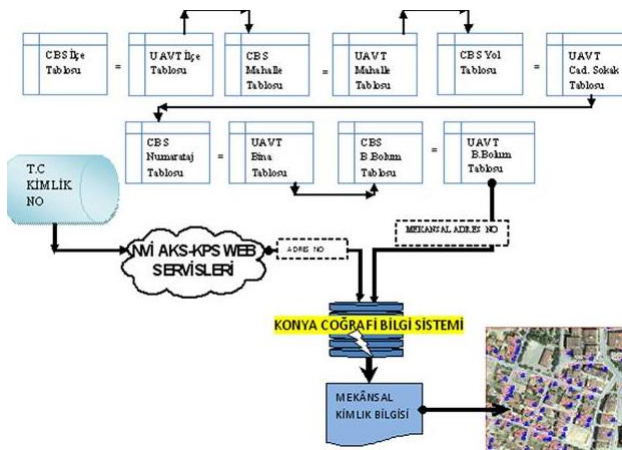 CBS İlçe
Tablosu
=
UAVT İlçe
Tablosu
CBS
Mahalle
Tablosu
=
UAVT
Mahalle
Tablosu
CBS Yol
Tablosu
=
UAVT
Cad. Sokak
Tablosu
CBS
Numarataj
Tablosu
=
UAVT
Bina
Tablosu
CBS
B.Bolum
Tablosu
=
UAVT
B.Bolum
Tablosu
T.C
KİMLİK
NO
NVİ AKS-KPS WEB
SERVİSLERİ
ADRES NO
MEKANSAL ADRES NO
KONYA COĞRAFİ BİLGİ SİSTEMİ
MEKÂNSAL
KİMLIK BİLGİSİ